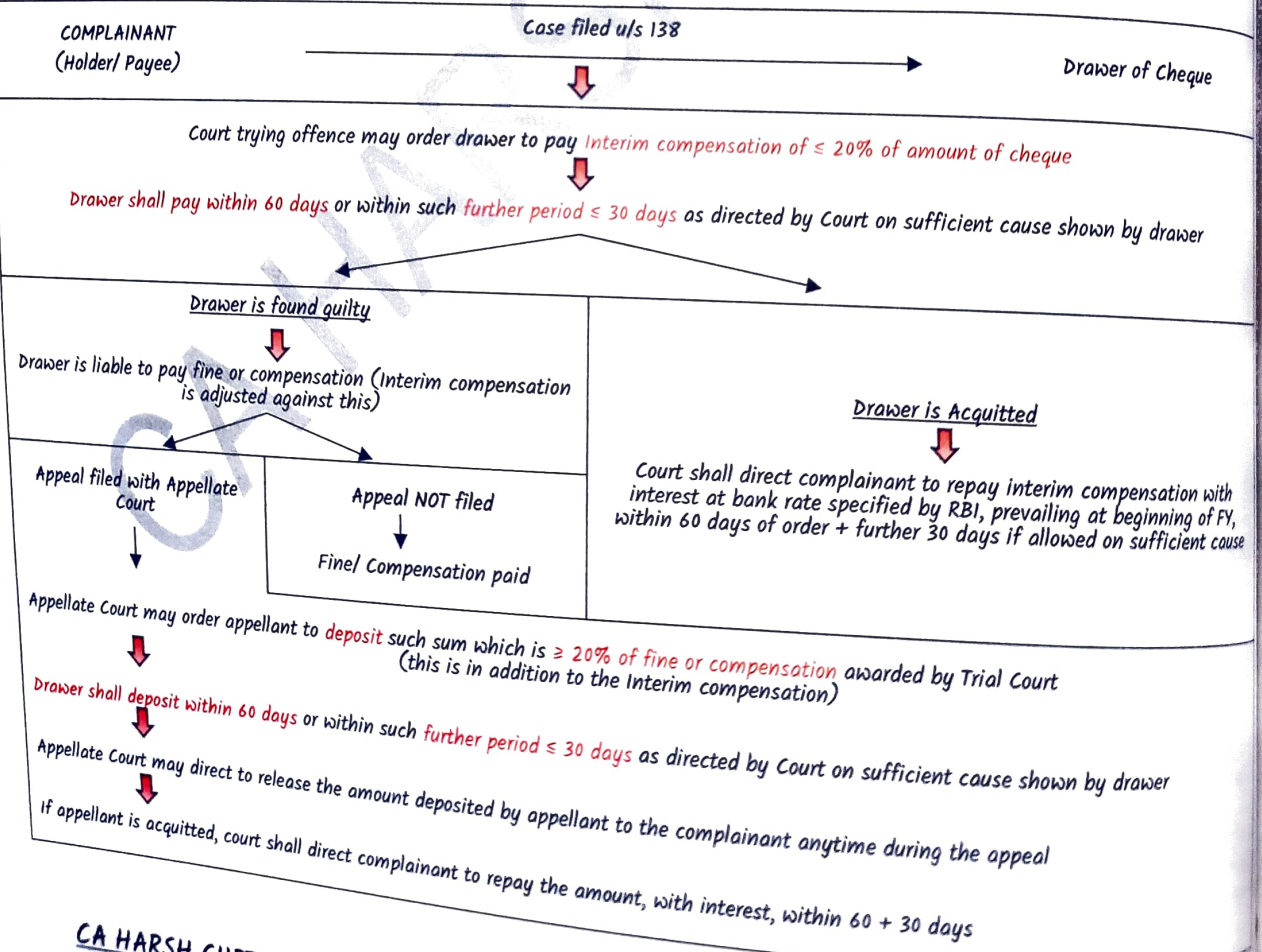 COMPLAINANT
(Holder/ Payee)
Case filed u/s 138
Drawer of Cheque
Court trying offence may order drawer to pay Interim compensation of ≤ 20% of amount of cheque
Drawer shall pay within 60 days or within such further period ≤ 30 days as directed by Court on sufficient cause shown by drawer
Drawer is found guilty
Drawer is liable to pay fine or compensation (Interim compensation
is adjusted against this)
Appeal filed with Appellate
Court
Appeal NOT filed
Fine/ Compensation paid
Drawer is Acquitted
Court shall direct complainant to repay interim compensation with
interest at bank rate specified by RBI, prevailing at beginning of FY,
within 60 days of order + further 30 days if allowed on sufficient cause
Appellate Court may order appellant to deposit such sum which is ≥ 20% of fine or compensation awarded by Trial Court
(this is in addition to the Interim compensation)
Drawer shall deposit within 60 days or within such further period ≤ 30 days as directed by Court on sufficient cause shown by drawer
Appellate Court may direct to release the amount deposited by appellant to the complainant anytime during the appeal
If appellant is acquitted, court shall direct complainant to repay the amount, with interest, within 60 + 30 days
CA HARSH